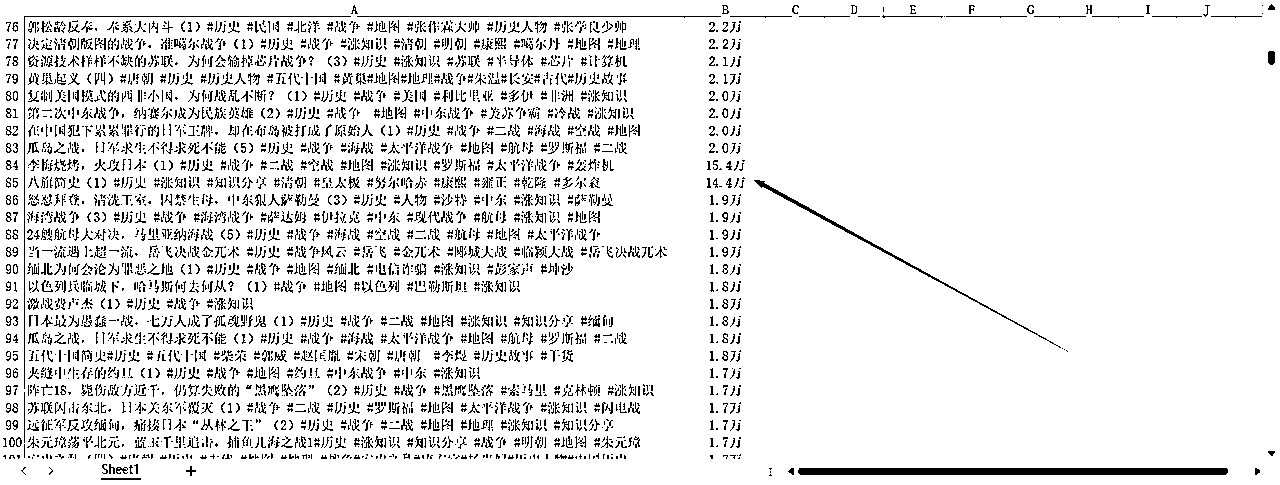 A B C D E F G H I J
76 郭松龄反奉，奉系大内斗（1）#历史 #民国 #北洋 #战争 #地图 #张作霖大帅 #历史人物 #张学良少帅 2.2万
77 决定清朝版图的战争，准噶尔战争（1）#历史 #战争 #涨知识 #清朝 #明朝 #康熙 #噶尔丹 #地图 #地理 2.2万
78 资源技术样样不缺的苏联，为何会输掉芯片战争？（3）#历史 #涨知识 #苏联 #半导体 #芯片 #计算机 2.1万
79 黄巢起义（四）#唐朝 #历史 #历史人物 #五代十国 #黄巢#地图#地理#战争#朱温#长安#古代#历史故事 2.1万
80 复制美国模式的西非小国，为何战乱不断？（1）#历史 #战争 #美国 #利比里亚 #多伊 #非洲 #涨知识 2.0万
81 第二次中东战争，纳赛尔成为民族英雄（2）#历史 #战争 #地图 #中东战争 #美苏争霸 #冷战 #涨知识 2.0万
82 在中国犯下累累罪行的日军王牌，却在布岛被打成了原始人（1）#历史 #战争 #二战 #海战 #空战 #地图 2.0万
83 瓜岛之战，日军求生不得求死不能（5）#历史 #战争 #海战 #太平洋战争 #地图 #航母 #罗斯福 #二战 2.0万
84 李梅烧烤，火攻日本（1）#历史 #战争 #二战 #空战 #地图 #涨知识 #罗斯福 #太平洋战争 #轰炸机 15.4万
85 八旗简史（1）#历史 #涨知识 #知识分享 #清朝 #皇太极 #努尔哈赤 #康熙 #雍正 #乾隆 #多尔衮 14.4万
86 怒怼拜登，清洗王室，囚禁生母，中东狠人萨勒曼（3）#历史 #人物 #沙特 #中东 #涨知识 #萨勒曼 1.9万
87 海湾战争（3）#历史 #战争 #海湾战争 #萨达姆 #伊拉克 #中东 #现代战争 #航母 #涨知识 #地图 1.9万
88 24艘航母大对决，马里亚纳海战（5）#历史 #战争 #海战 #空战 #二战 #航母 #地图 #太平洋战争 1.9万
89 当一流遇上超一流，岳飞决战金兀术 #历史 #战争风云 #岳飞 #金兀术 #郾城大战 #临颍大战 #岳飞决战兀术 1.9万
90 缅北为何会沦为罪恶之地（1）#历史 #战争 #地图 #缅北 #电信诈骗 #涨知识 #彭家声 #坤沙 1.8万
91 以色列兵临城下，哈马斯何去何从？（1）#战争 #地图 #以色列 #巴勒斯坦 #涨知识 1.8万
92 激战费卢杰（1）#历史 #战争 #涨知识 1.8万
93 日本最为愚蠢一战，七万人成了孤魂野鬼（1）#历史 #战争 #二战 #地图 #涨知识 #知识分享 #缅甸 1.8万
94 瓜岛之战，日军求生不得求死不能（1）#历史 #战争 #海战 #太平洋战争 #地图 #航母 #罗斯福 #二战 1.8万
95 五代十国简史#历史 #五代十国 #柴荣 #郭威 #赵匡胤 #宋朝 #唐朝 #李煜 #历史故事 #干货 1.8万
96 夹缝中生存的约旦（1）#历史 #地图 #约旦 #中东战争 #中东 #涨知识 1.7万
97 阵亡18，毙伤敌方近千，仍算失败的“黑鹰坠落”（2）#历史 #战争 #黑鹰坠落 #索马里 #克林顿 #涨知识 1.7万
98 苏联闪击东北，日本关东军覆灭（1）#战争 #二战 #历史 #罗斯福 #地图 #太平洋战争 #涨知识 #闪电战 1.7万
99 远征军反攻缅甸，痛揍日本“丛林之王”（2）#历史 #战争 #二战 #地图 #地理 #涨知识 #知识分享 1.7万
100 朱元璋荡平北元，蓝玉千里追击，捕鱼儿海之战1#历史 #涨知识 #知识分享 #战争 #明朝 #地图 #朱元璋 1.7万
Sheet1